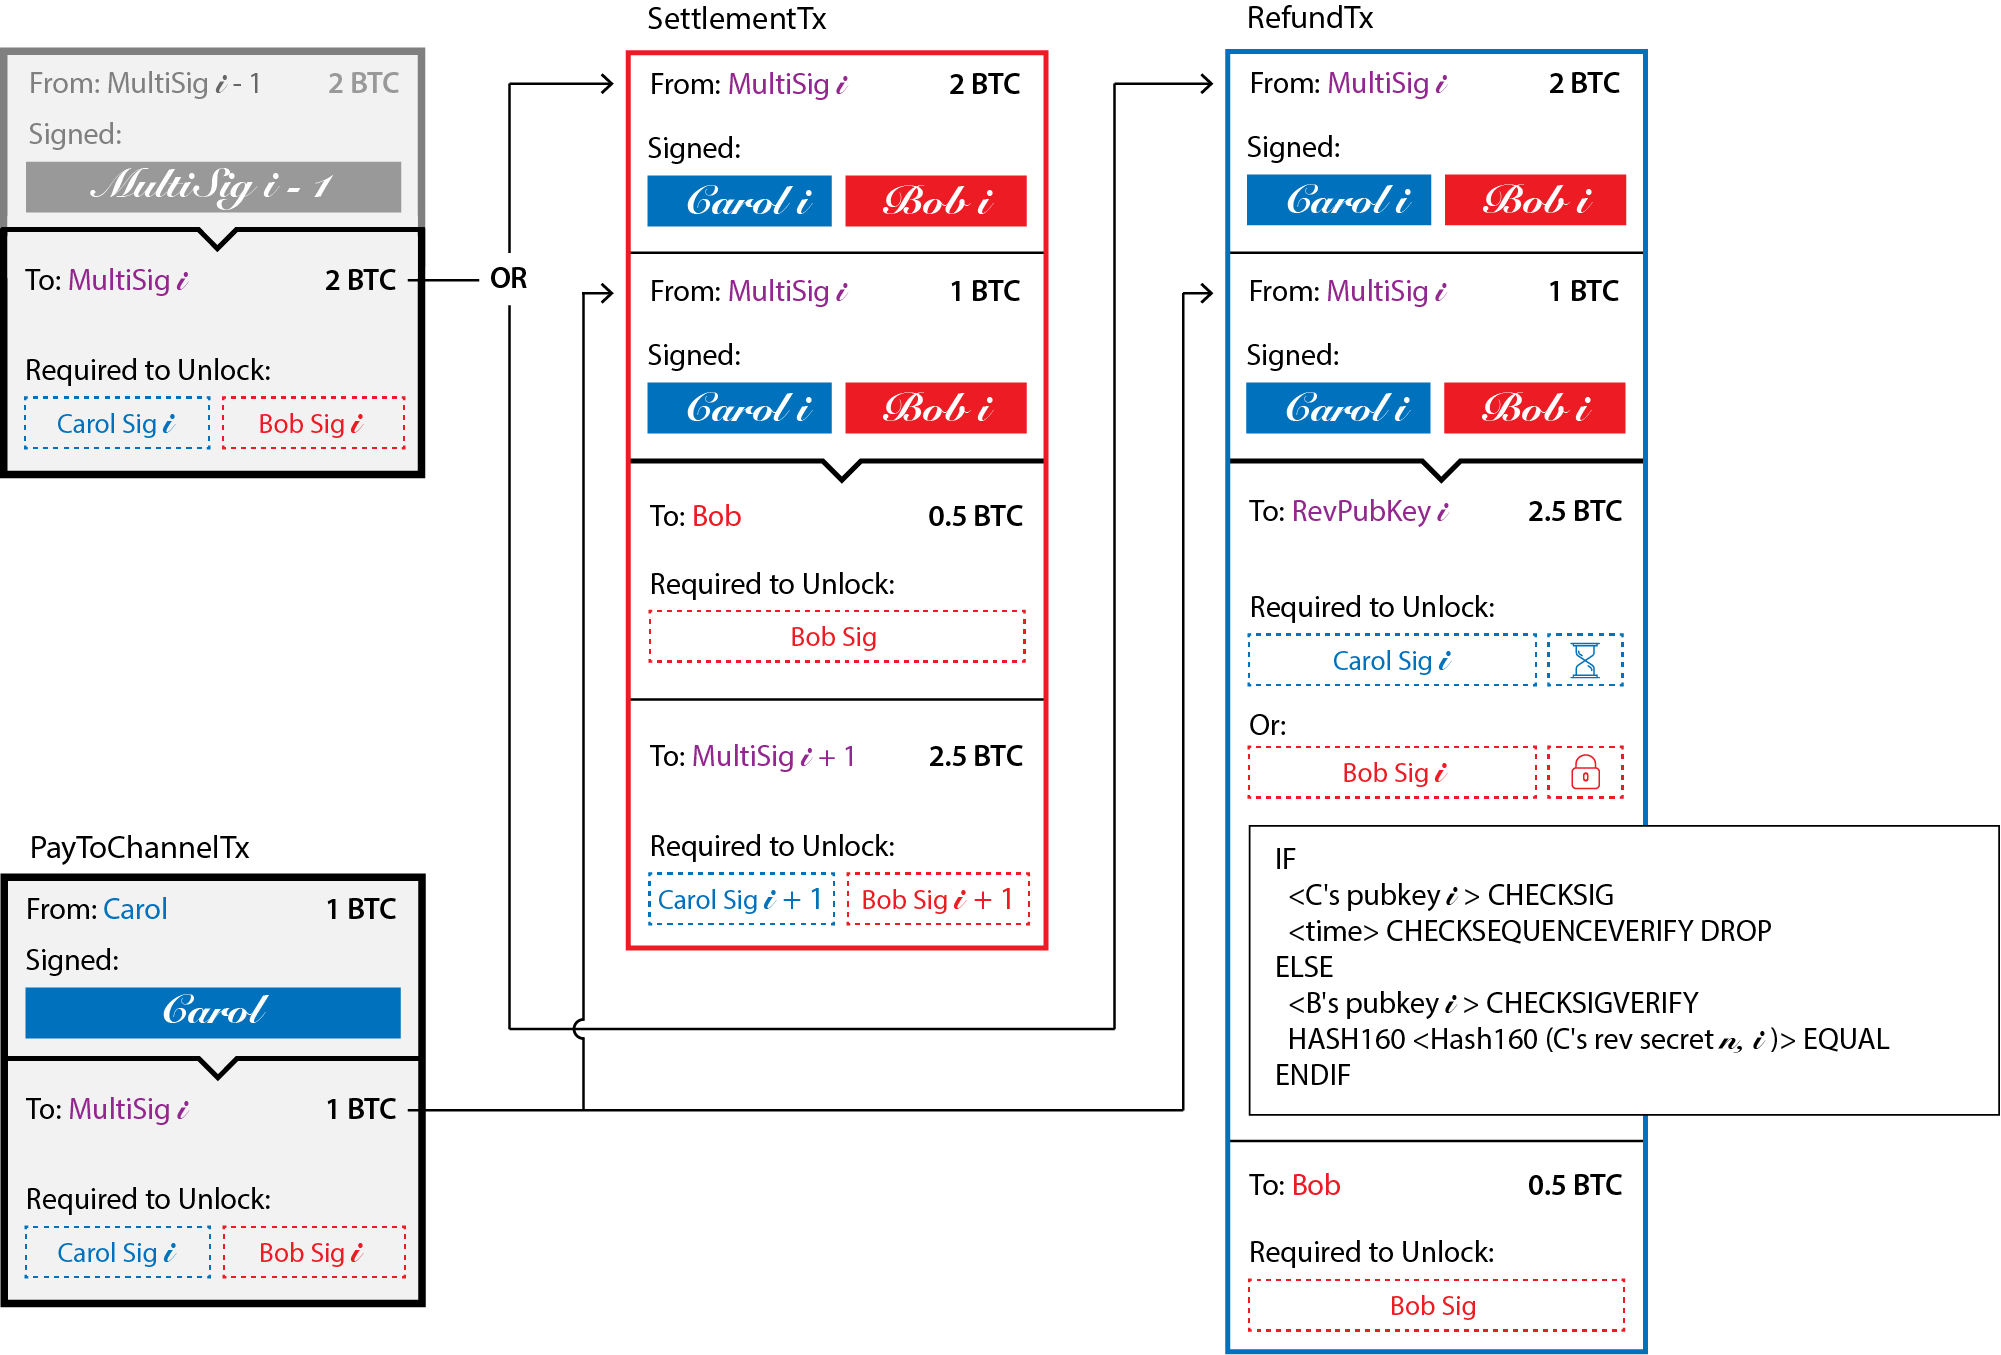 From: MultiSig i - 1 2 BTC
Signed:
MultiSig i - 1
To: MultiSig i 2 BTC
Required to Unlock:
Carol Sig i Bob Sig i
PayToChannelTx
From: Carol 1 BTC
Signed:
Carol
To: MultiSig i 1 BTC
Required to Unlock:
Carol Sig i Bob Sig i
OR
SettlementTx
From: MultiSig i 2 BTC
Signed:
Carol i Bob i
From: MultiSig i 1 BTC
Signed:
Carol i Bob i
To: Bob 0.5 BTC
Required to Unlock:
Bob Sig
To: MultiSig i + 1 2.5 BTC
Required to Unlock:
Carol Sig i + 1 Bob Sig i + 1
RefundTx
From: MultiSig i 2 BTC
Signed:
Carol i Bob i
From: MultiSig i 1 BTC
Signed:
Carol i Bob i
To: RevPubKey i 2.5 BTC
Required to Unlock:
Carol Sig i
Or:
Bob Sig i
IF
<C's pubkey i > CHECKSIG
<time> CHECKSEQUENCEVERIFY DROP
ELSE
<B's pubkey i > CHECKSIGVERIFY
HASH160 <Hash160 (C's rev secret n, i )> EQUAL
ENDIF
To: Bob 0.5 BTC
Required to Unlock:
Bob Sig